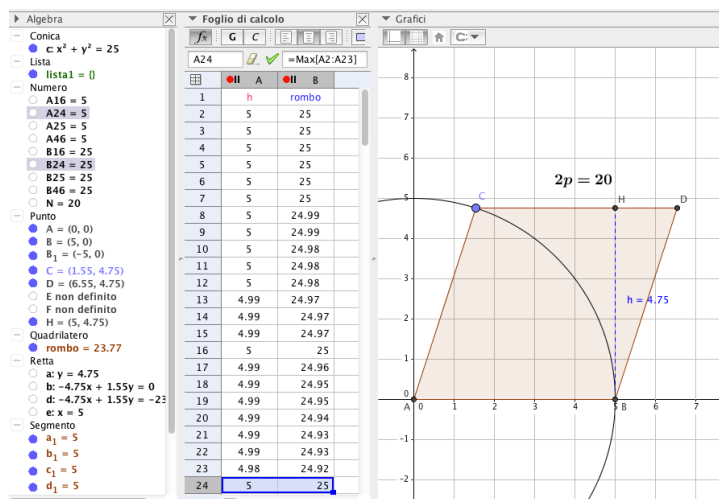 Algebra
Conica
c: x² + y² = 25
Lista
lista1 = {}
Numero
A16 = 5
A24 = 5
A25 = 5
A46 = 5
B16 = 25
B24 = 25
B25 = 25
B46 = 25
N = 20
Punto
A = (0, 0)
B = (5, 0)
B₁ = (-5, 0)
C = (1.55, 4.75)
D = (6.55, 4.75)
E non definito
F non definito
H = (5, 4.75)
Quadrilatero
rombo = 23.77
Retta
a: y = 4.75
b: -4.75x + 1.55y = 0
d: -4.75x + 1.55y = -23
e: x = 5
Segmento
a₁ = 5
b₁ = 5
c₁ = 5
d₁ = 5
Foglio di calcolo
fx G C
A24 =Max[A2:A23]
A B
1 h rombo
2 5 25
3 5 25
4 5 25
5 5 25
6 5 25
7 5 25
8 5 24.99
9 5 24.99
10 5 24.98
11 5 24.98
12 5 24.98
13 4.99 24.97
14 4.99 24.97
15 4.99 24.97
16 5 25
17 4.99 24.96
18 4.99 24.95
19 4.99 24.95
20 4.99 24.94
21 4.99 24.93
22 4.99 24.93
23 4.98 24.92
24 5 25
Grafici
C:
8
7
6
2p = 20
5
C H D
4
3
h = 4.75
2
1
0
A 0 1 2 3 4 5 B 6 7
-1
-2